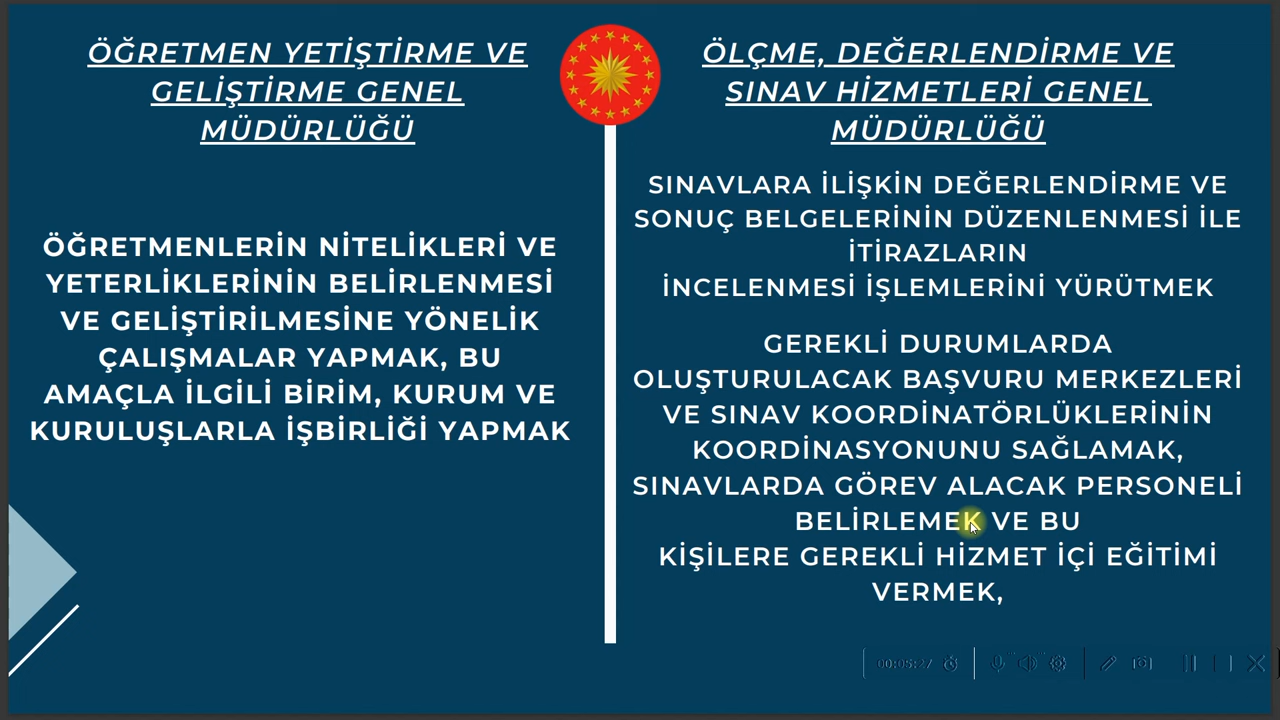 ÖĞRETMEN YETİŞTİRME VE
GELİŞTİRME GENEL
MÜDÜRLÜĞÜ
ÖĞRETMENLERİN NİTELİKLERİ VE
YETERLİKLERİNİN BELİRLENMESİ
VE GELİŞTİRİLMESİNE YÖNELİK
ÇALIŞMALAR YAPMAK, BU
AMAÇLA İLGİLİ BİRİM, KURUM VE
KURULUŞLARLA İŞBİRLİĞİ YAPMAK
ÖLÇME, DEĞERLENDİRME VE
SINAV HİZMETLERİ GENEL
MÜDÜRLÜĞÜ
SINAVLARA İLİŞKİN DEĞERLENDİRME VE
SONUÇ BELGELERİNİN DÜZENLENMESİ İLE
İTİRAZLARIN
İNCELENMESİ İŞLEMLERİNİ YÜRÜTMEK
GEREKLİ DURUMLARDA
OLUŞTURULACAK BAŞVURU MERKEZLERİ
VE SINAV KOORDİNATÖRLÜKLERİNİN
KOORDİNASYONUNU SAĞLAMAK,
SINAVLARDA GÖREV ALACAK PERSONELİ
BELİRLEMEK VE BU
KİŞİLERE GEREKLİ HİZMET İÇİ EĞİTİMİ
VERMEK,
00:05:27